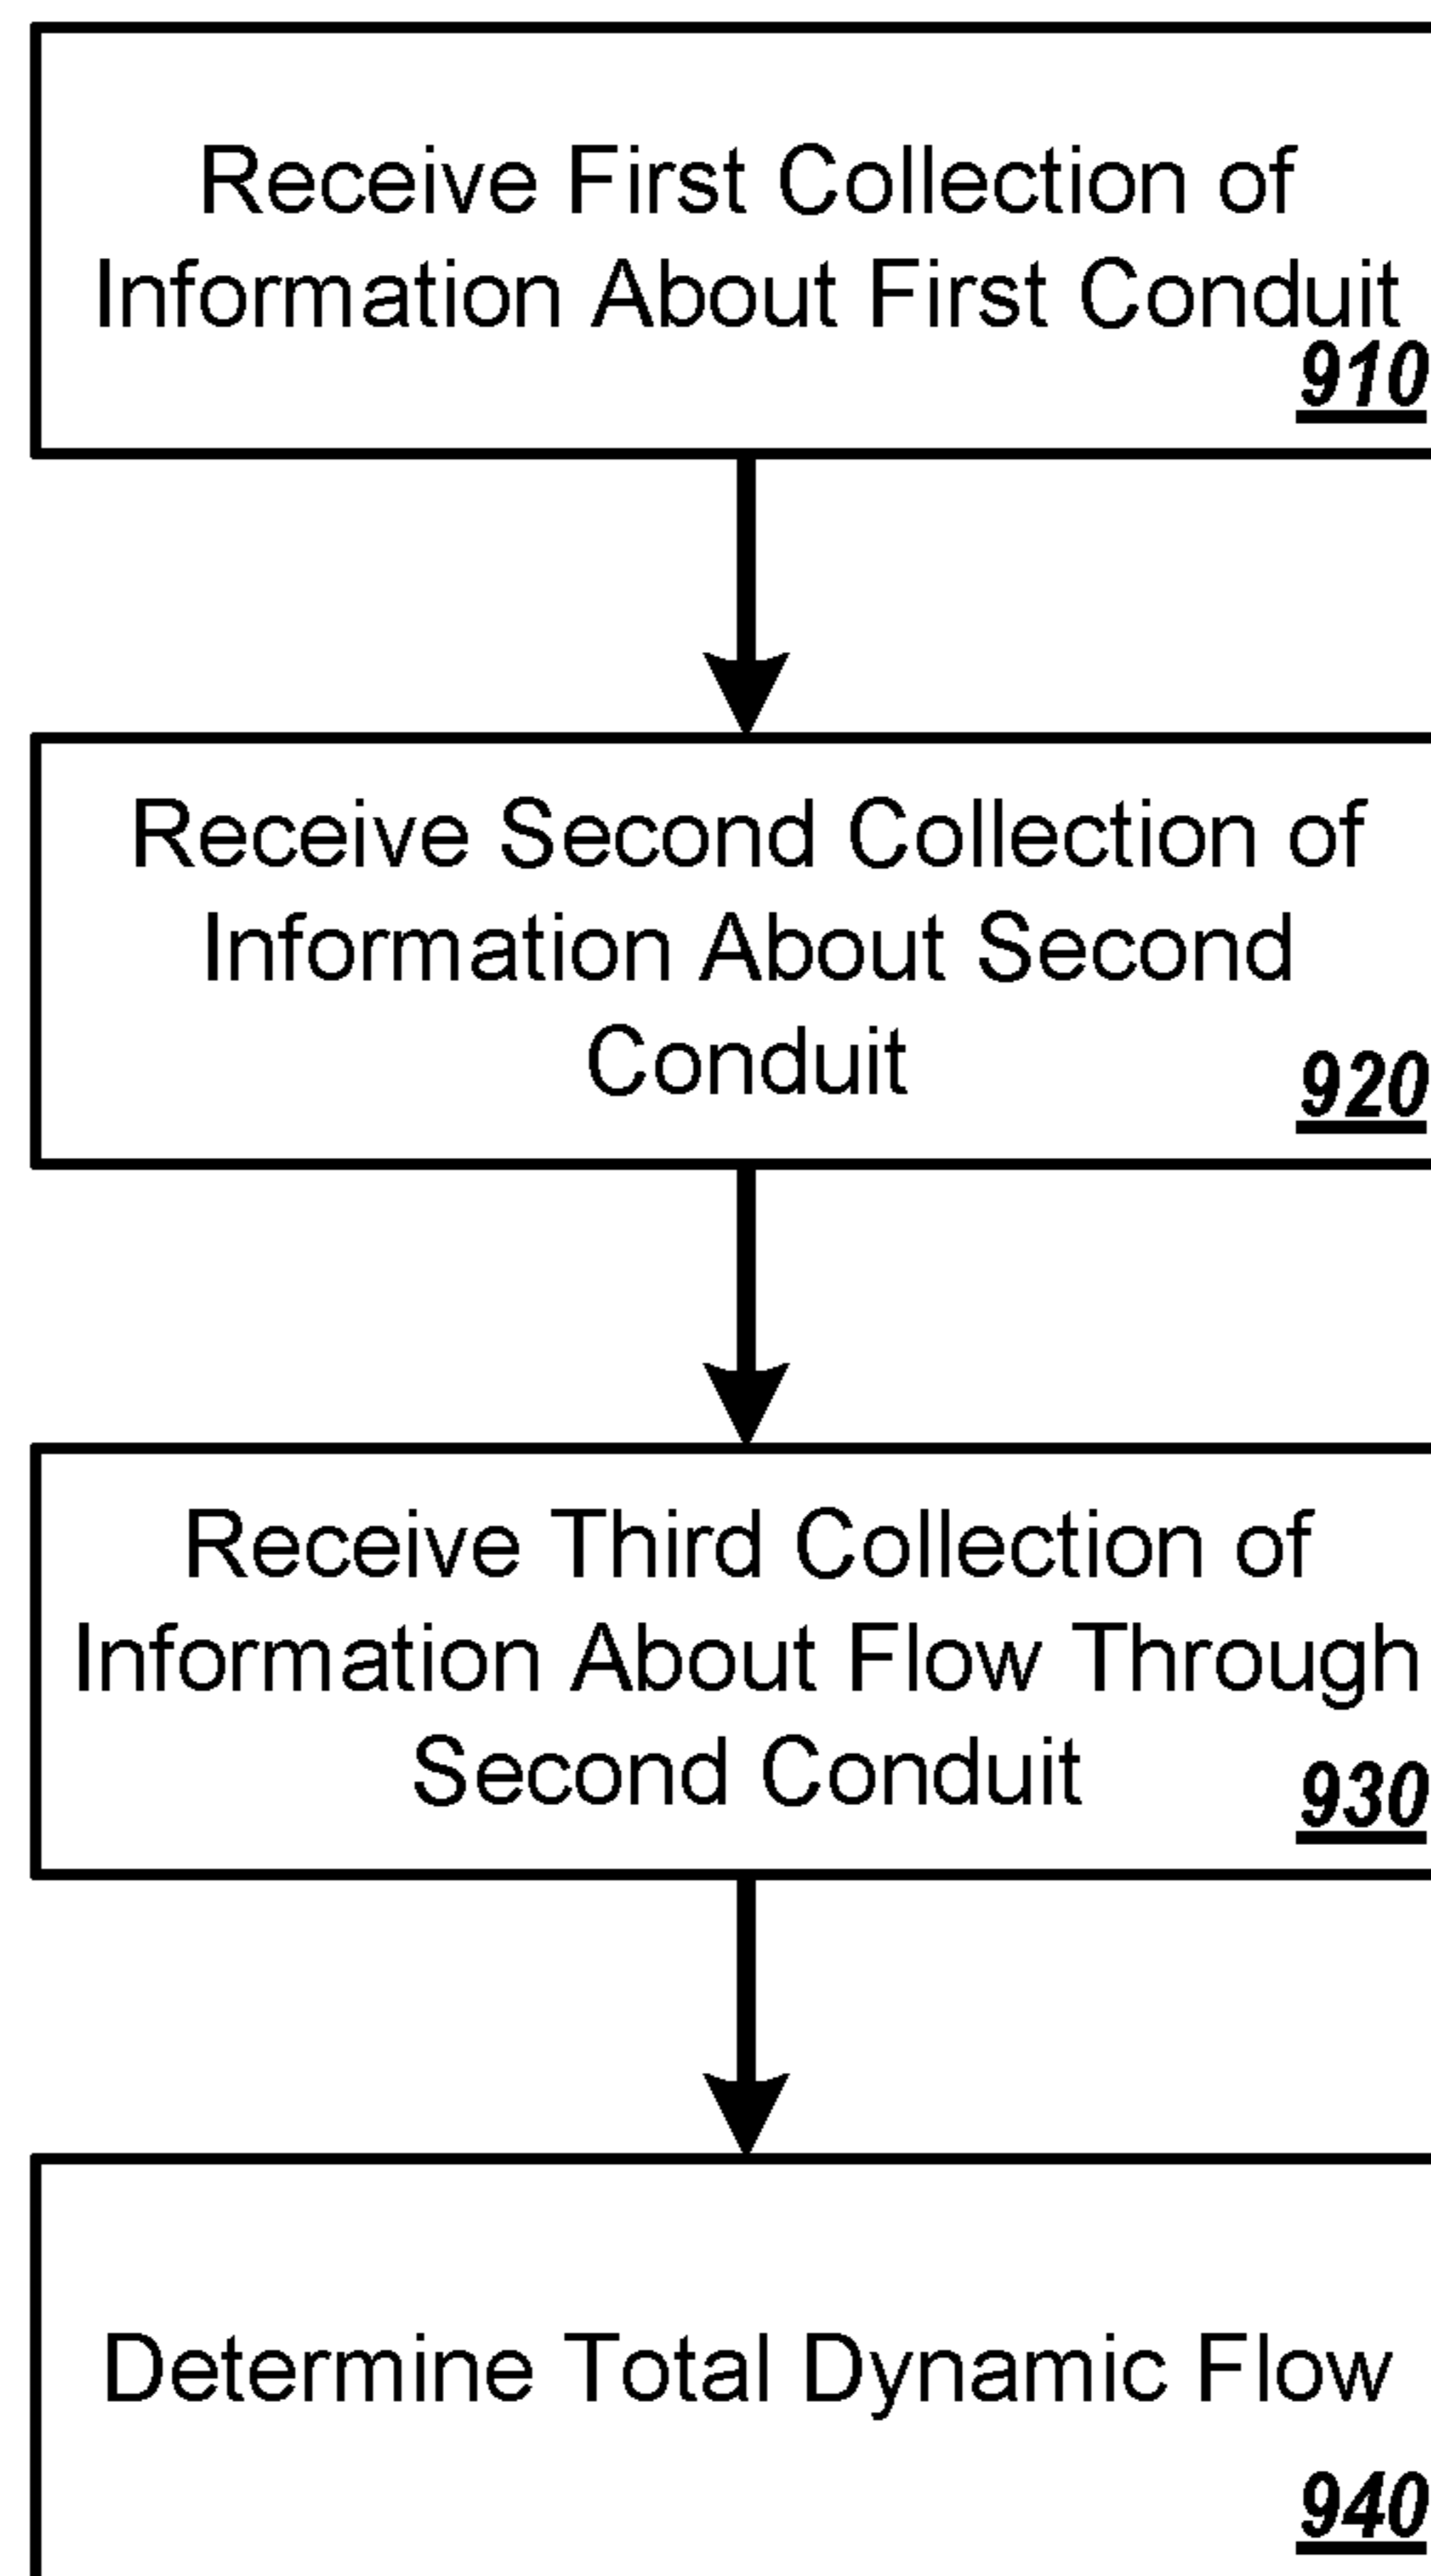 Receive First Collection of
Information About First Conduit
910
Receive Second Collection of
Information About Second
Conduit
920
Receive Third Collection of
Information About Flow Through
Second Conduit
930
Determine Total Dynamic Flow
940